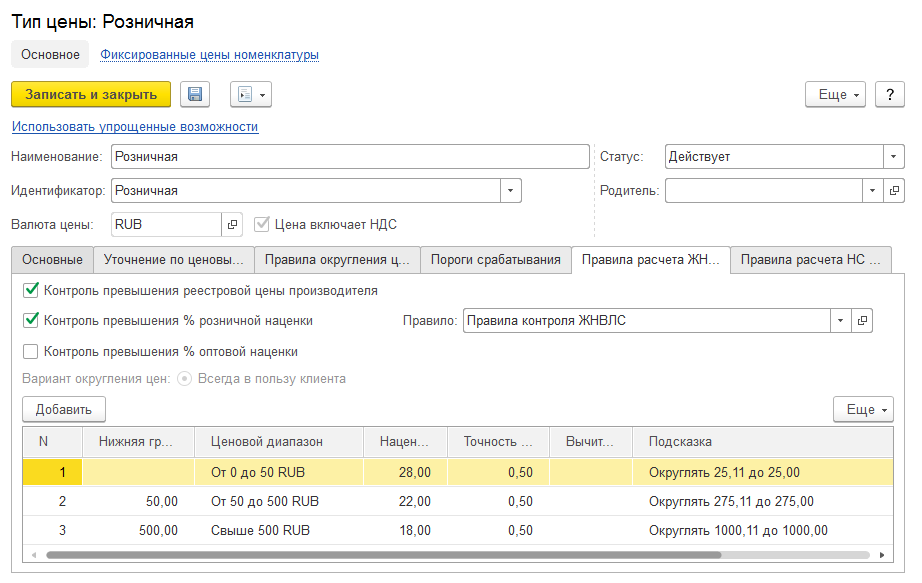 Тип цены: Розничная
Основное Фиксированные цены номенклатуры
Записать и закрыть Еще ?
Использовать упрощенные возможности
Наименование: Розничная Статус: Действует
Идентификатор: Розничная Родитель:
Валюта цены: RUB Цена включает НДС
Основные Уточнение по ценовы... Правила округления ц... Пороги срабатывания Правила расчета ЖН... Правила расчета НС ...
Контроль превышения реестровой цены производителя
Контроль превышения % розничной наценки Правило: Правила контроля ЖНВЛС
Контроль превышения % оптовой наценки
Вариант округления цен: Всегда в пользу клиента
Добавить Еще
N Нижняя гр... Ценовой диапазон Нацен... Точность ... Вычит... Подсказка
1 От 0 до 50 RUB 28,00 0,50 Округлять 25,11 до 25,00
2 50,00 От 50 до 500 RUB 22,00 0,50 Округлять 275,11 до 275,00
3 500,00 Свыше 500 RUB 18,00 0,50 Округлять 1000,11 до 1000,00